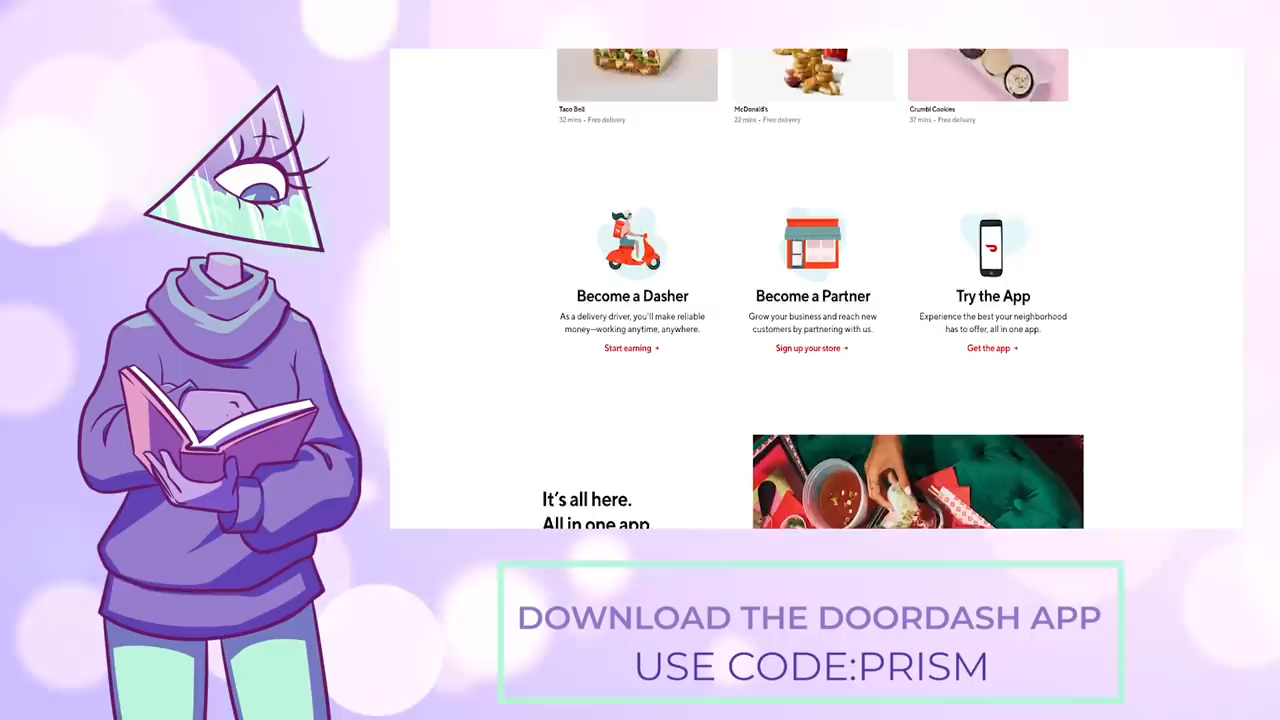 Taco Bell
32 mins • Free delivery
McDonald's
22 mins • Free delivery
Crumbl Cookies
37 mins • Free delivery
Become a Dasher
As a delivery driver, you'll make reliable
money—working anytime, anywhere.
Start earning →
Become a Partner
Grow your business and reach new
customers by partnering with us.
Sign up your store →
Try the App
Experience the best your neighborhood
has to offer, all in one app.
Get the app →
It's all here.
All in one app
DOWNLOAD THE DOORDASH APP
USE CODE:PRISM